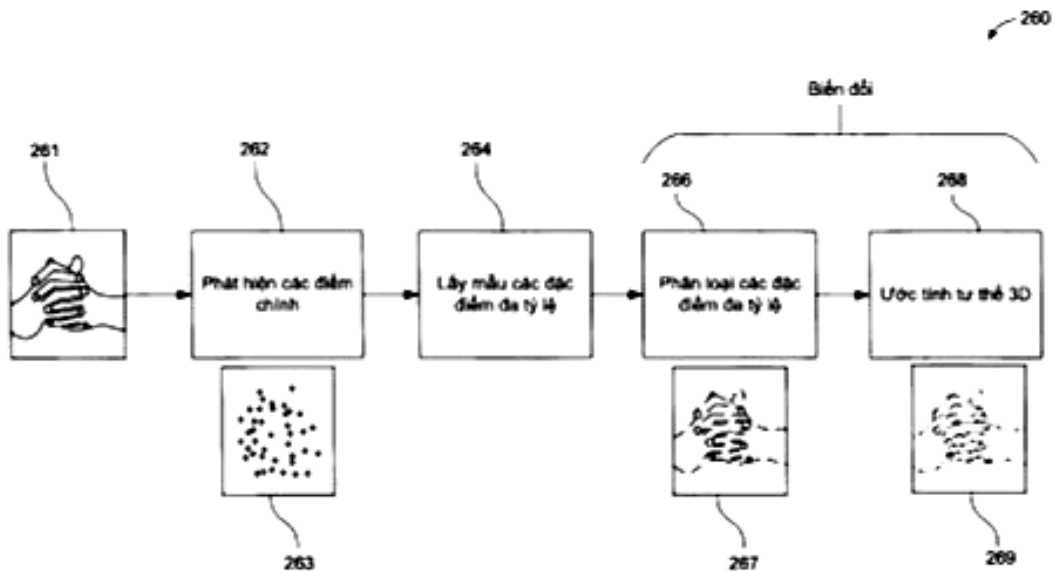 260
Biến đổi
261
262
264
266
268
Phát hiện các điểm
chính
Lấy mẫu các đặc
điểm đa tỷ lệ
Phân loại các đặc
điểm đa tỷ lệ
Ước tính tư thế 3D
263
267
269